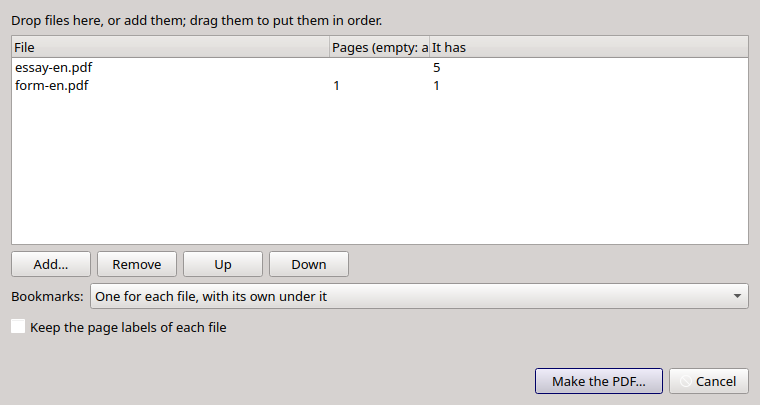 Drop files here, or add them; drag them to put them in order.
File Pages (empty: a It has
essay-en.pdf 5
form-en.pdf 1 1
Add... Remove Up Down
Bookmarks: One for each file, with its own under it
Keep the page labels of each file
Make the PDF... Cancel